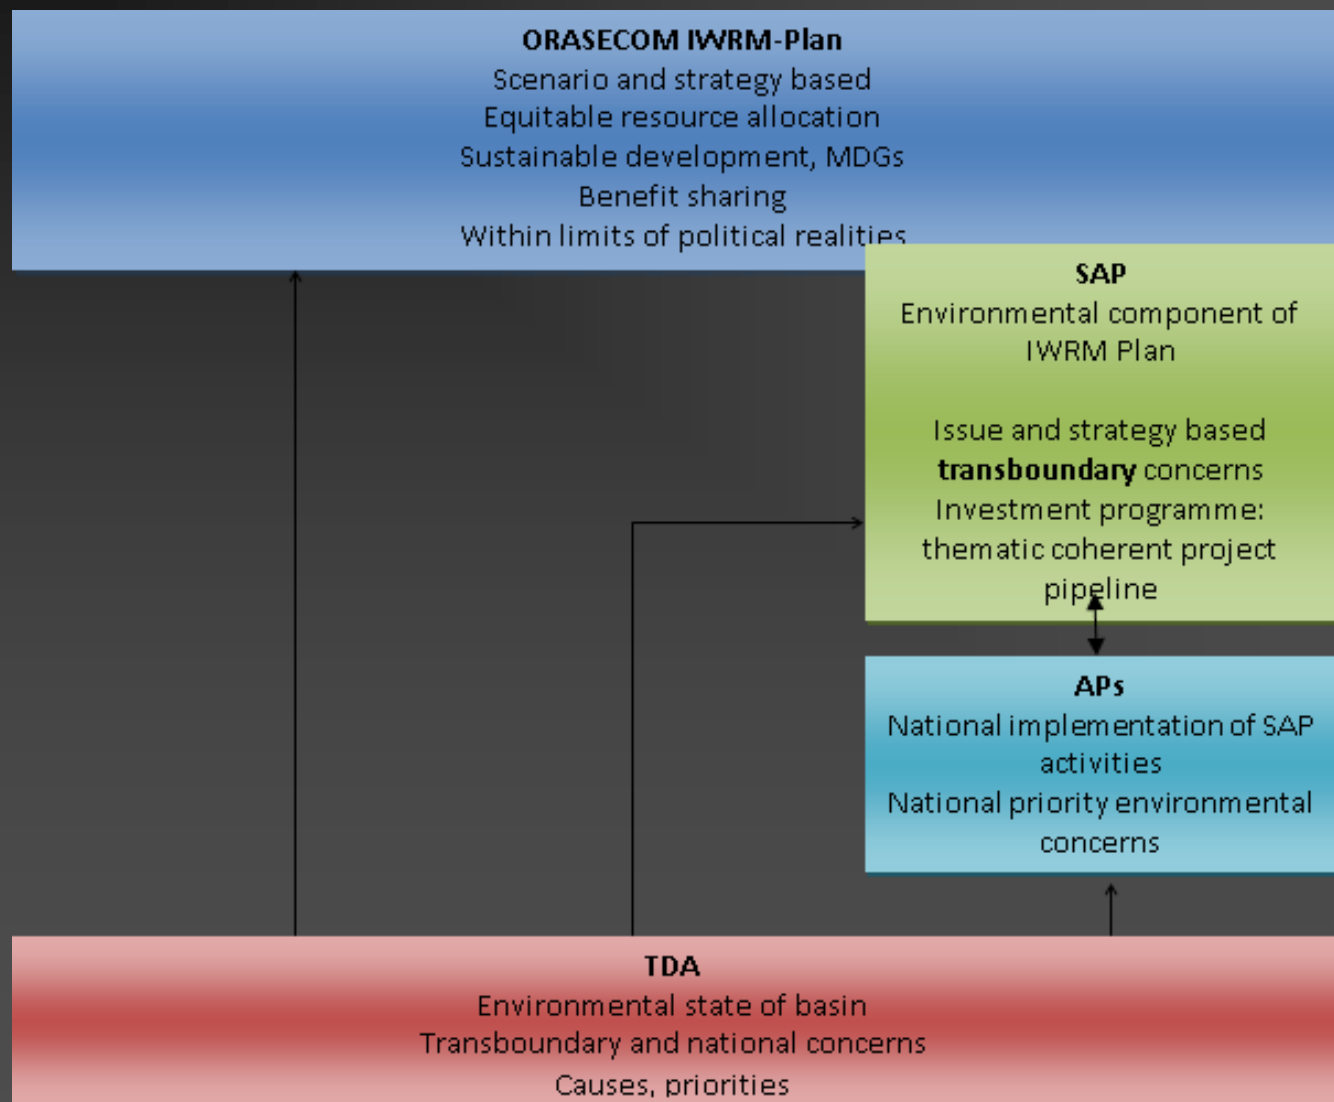 ORASECOM IWRM-Plan
Scenario and strategy based
Equitable resource allocation
Sustainable development, MDGs
Benefit sharing
Within limits of political realities
SAP
Environmental component of
IWRM Plan
Issue and strategy based
transboundary concerns
Investment programme:
thematic coherent project
pipeline
APs
National implementation of SAP
activities
National priority environmental
concerns
TDA
Environmental state of basin
Transboundary and national concerns
Causes, priorities